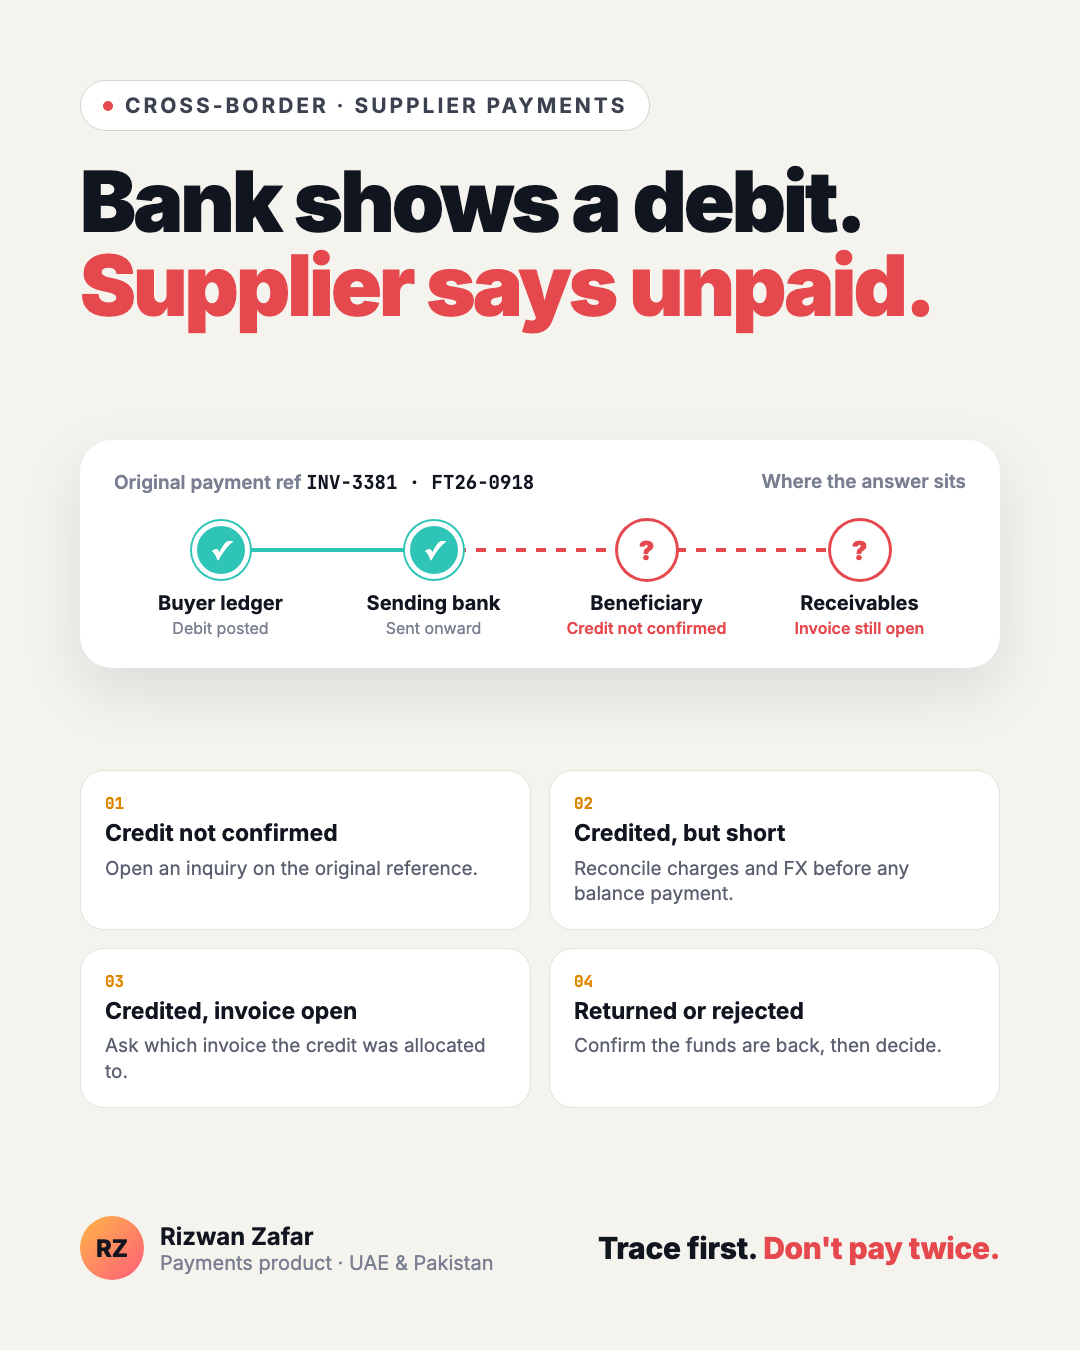 CROSS-BORDER · SUPPLIER PAYMENTS
Bank shows a debit.
Supplier says unpaid.
Original payment ref INV-3381 · FT26-0918
Where the answer sits
? ?
Buyer ledger Sending bank Beneficiary Receivables
Debit posted Sent onward Credit not confirmed Invoice still open
01
Credit not confirmed
Open an inquiry on the original reference.
02
Credited, but short
Reconcile charges and FX before any
balance payment.
03
Credited, invoice open
Ask which invoice the credit was allocated
to.
04
Returned or rejected
Confirm the funds are back, then decide.
RZ
Rizwan Zafar
Payments product · UAE & Pakistan
Trace first. Don't pay twice.